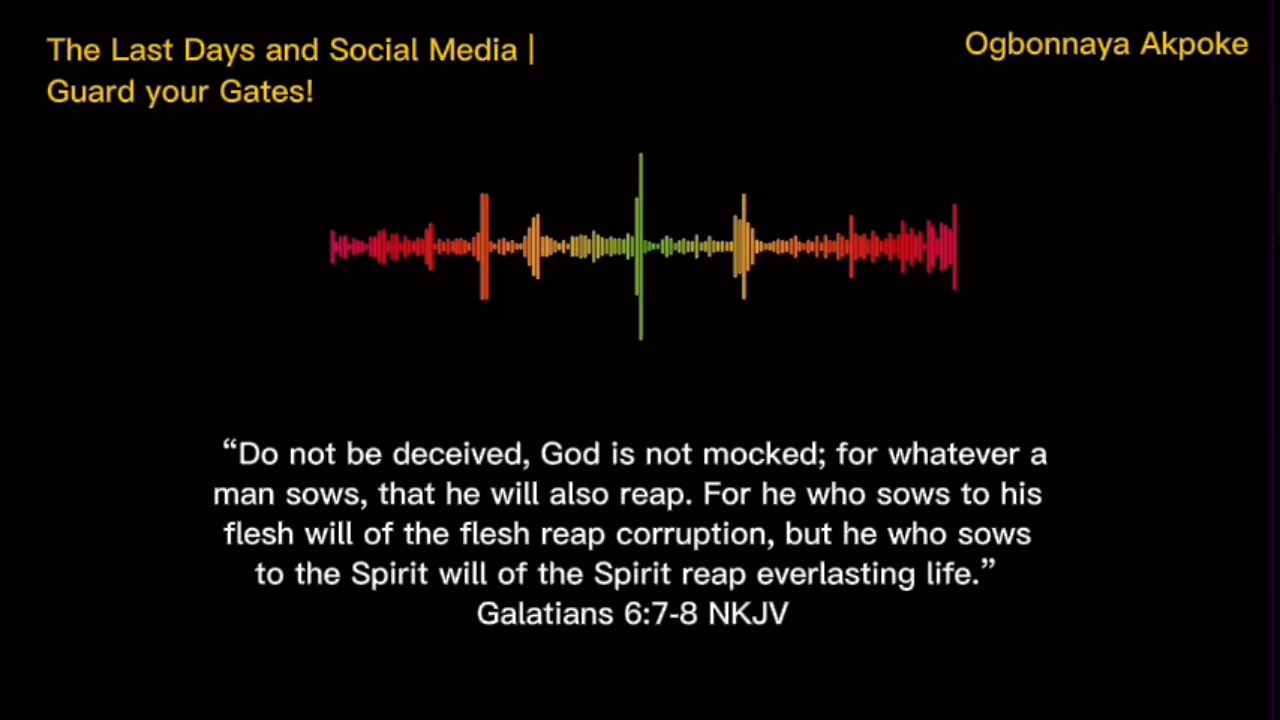 The Last Days and Social Media |
Guard your Gates!
Ogbonnaya Akpoke
“Do not be deceived, God is not mocked; for whatever a
man sows, that he will also reap. For he who sows to his
flesh will of the flesh reap corruption, but he who sows
to the Spirit will of the Spirit reap everlasting life.”
Galatians 6:7-8 NKJV